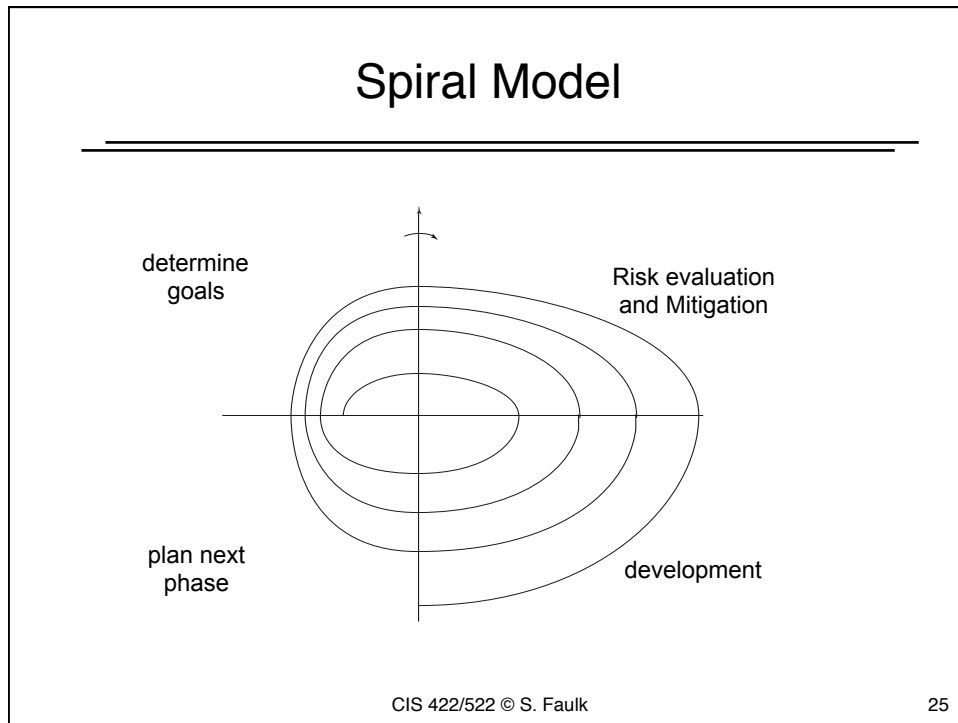 Spiral Model
determine
goals
Risk evaluation
and Mitigation
plan next
phase
development
CIS 422/522 © S. Faulk
25